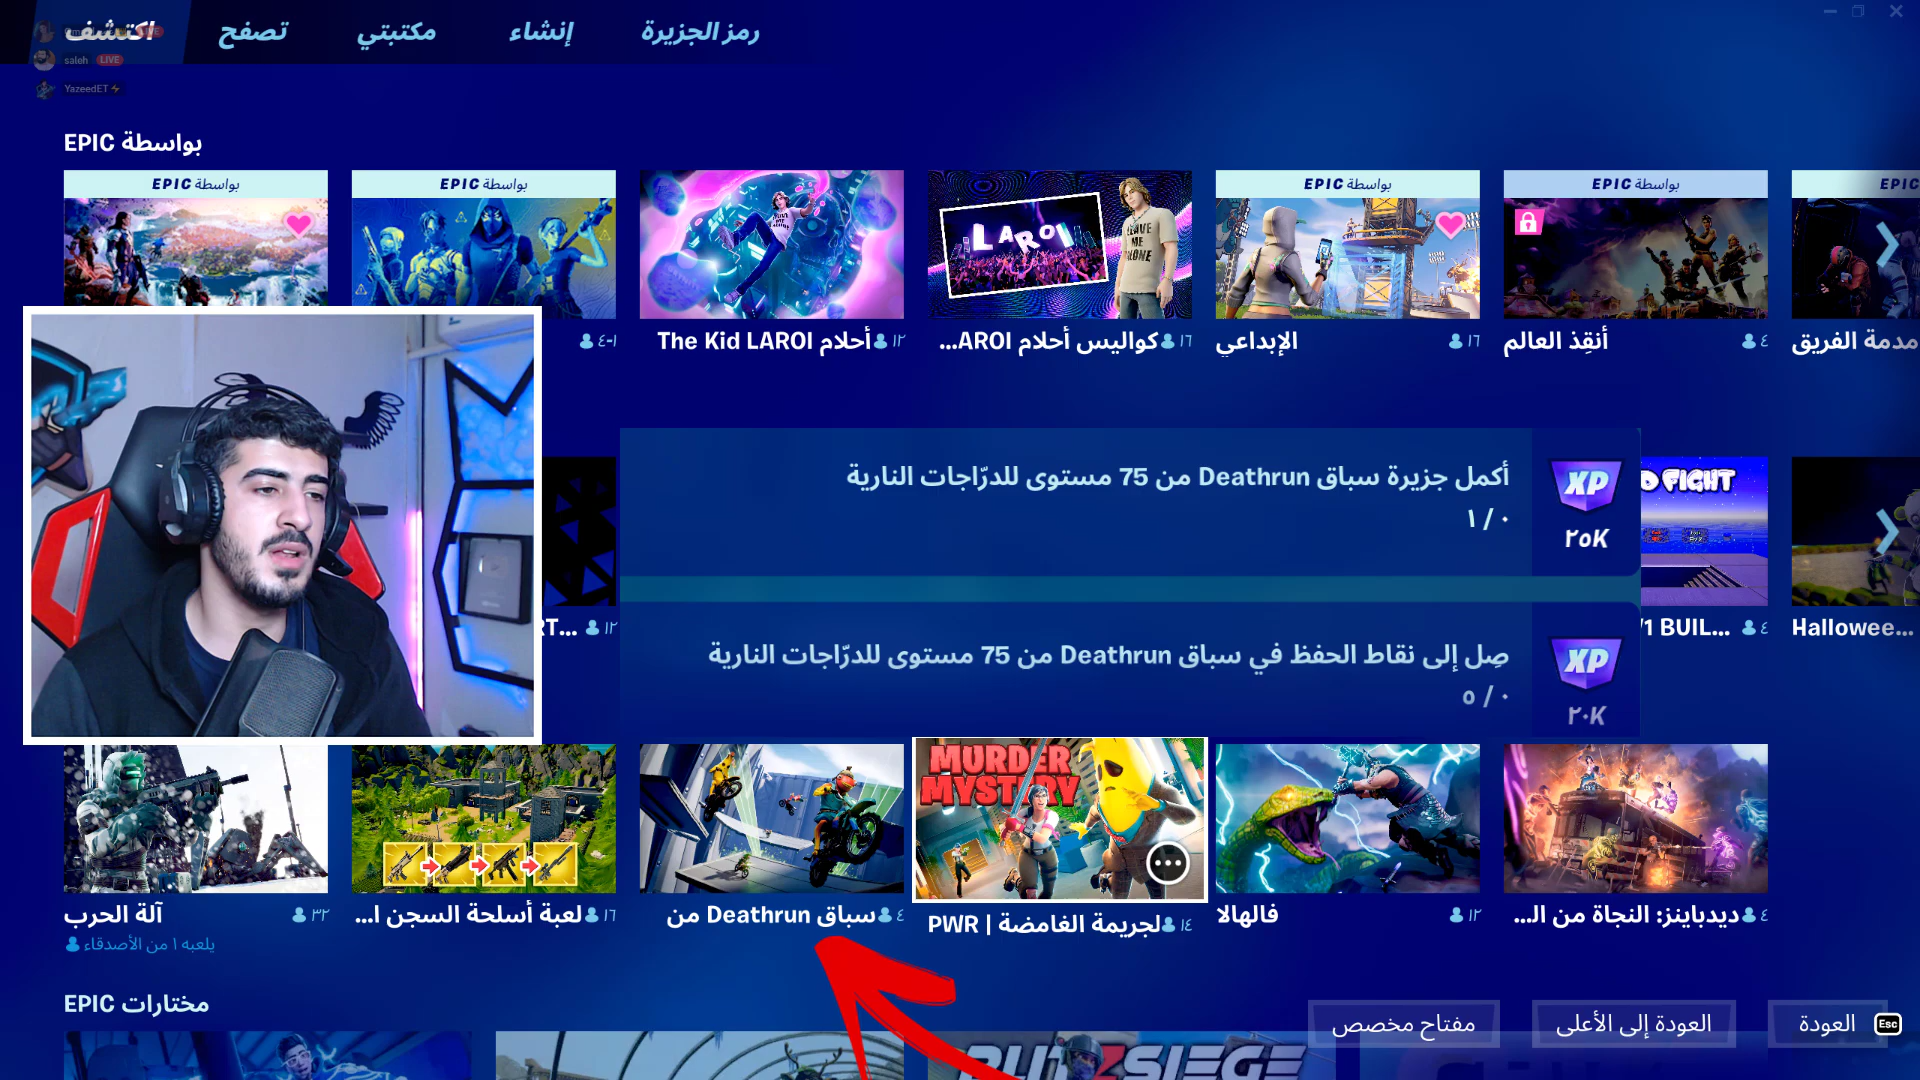 اكتشف
تصفح
مكتبتي
إنشاء
رمز الجزيرة
LIVE
saleh LIVE
YazeedET
بواسطة EPIC
بواسطة EPIC
بواسطة EPIC
بواسطة EPIC
بواسطة EPIC
EPIC
LAROI
LEAVE ME ALONE
٤-١
أحلام The Kid LAROI ١٢
كواليس أحلام AROI... ١٦
الإبداعي ١٦
أنقِذ العالم ٤
مدمة الفريق
أكمل جزيرة سباق Deathrun من 75 مستوى للدرّاجات النارية
٠ / ١
XP
٢٥K
صِل إلى نقاط الحفظ في سباق Deathrun من 75 مستوى للدرّاجات النارية
٠ / ٥
XP
٢٠K
FIGHT
RT... ١٢
1 BUIL... ٤
Hallowee...
MURDER
MYSTERY
آلة الحرب ٣٢
يلعبه ١ من الأصدقاء
لعبة أسلحة السجن ا... ١٦
سباق Deathrun من ٤
لجريمة الغامضة | PWR ١٤
فالهالا ١٢
ديدباينز: النجاة من الـ... ٤
مختارات EPIC
مفتاح مخصص
العودة إلى الأعلى
العودة
Esc